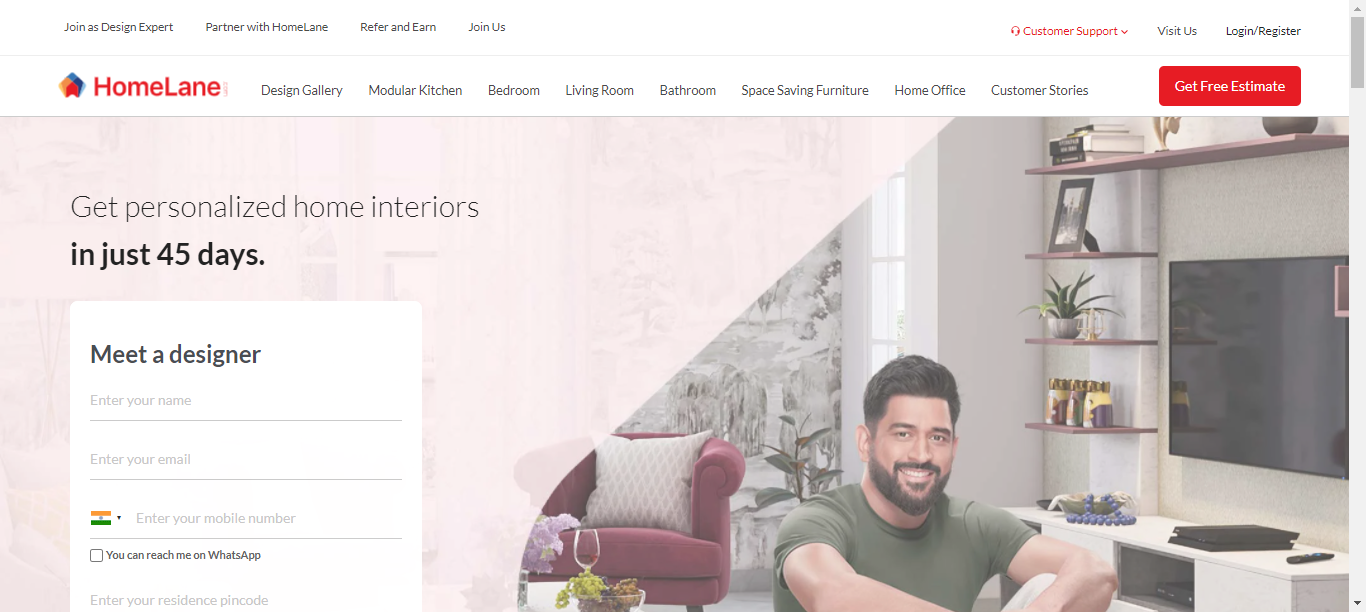 Join as Design Expert Partner with HomeLane Refer and Earn Join Us
Customer Support Visit Us Login/Register
HomeLane
Design Gallery Modular Kitchen Bedroom Living Room Bathroom Space Saving Furniture Home Office Customer Stories
Get Free Estimate
Get personalized home interiors
in just 45 days.
Meet a designer
Enter your name
Enter your email
Enter your mobile number
You can reach me on WhatsApp
Enter your residence pincode